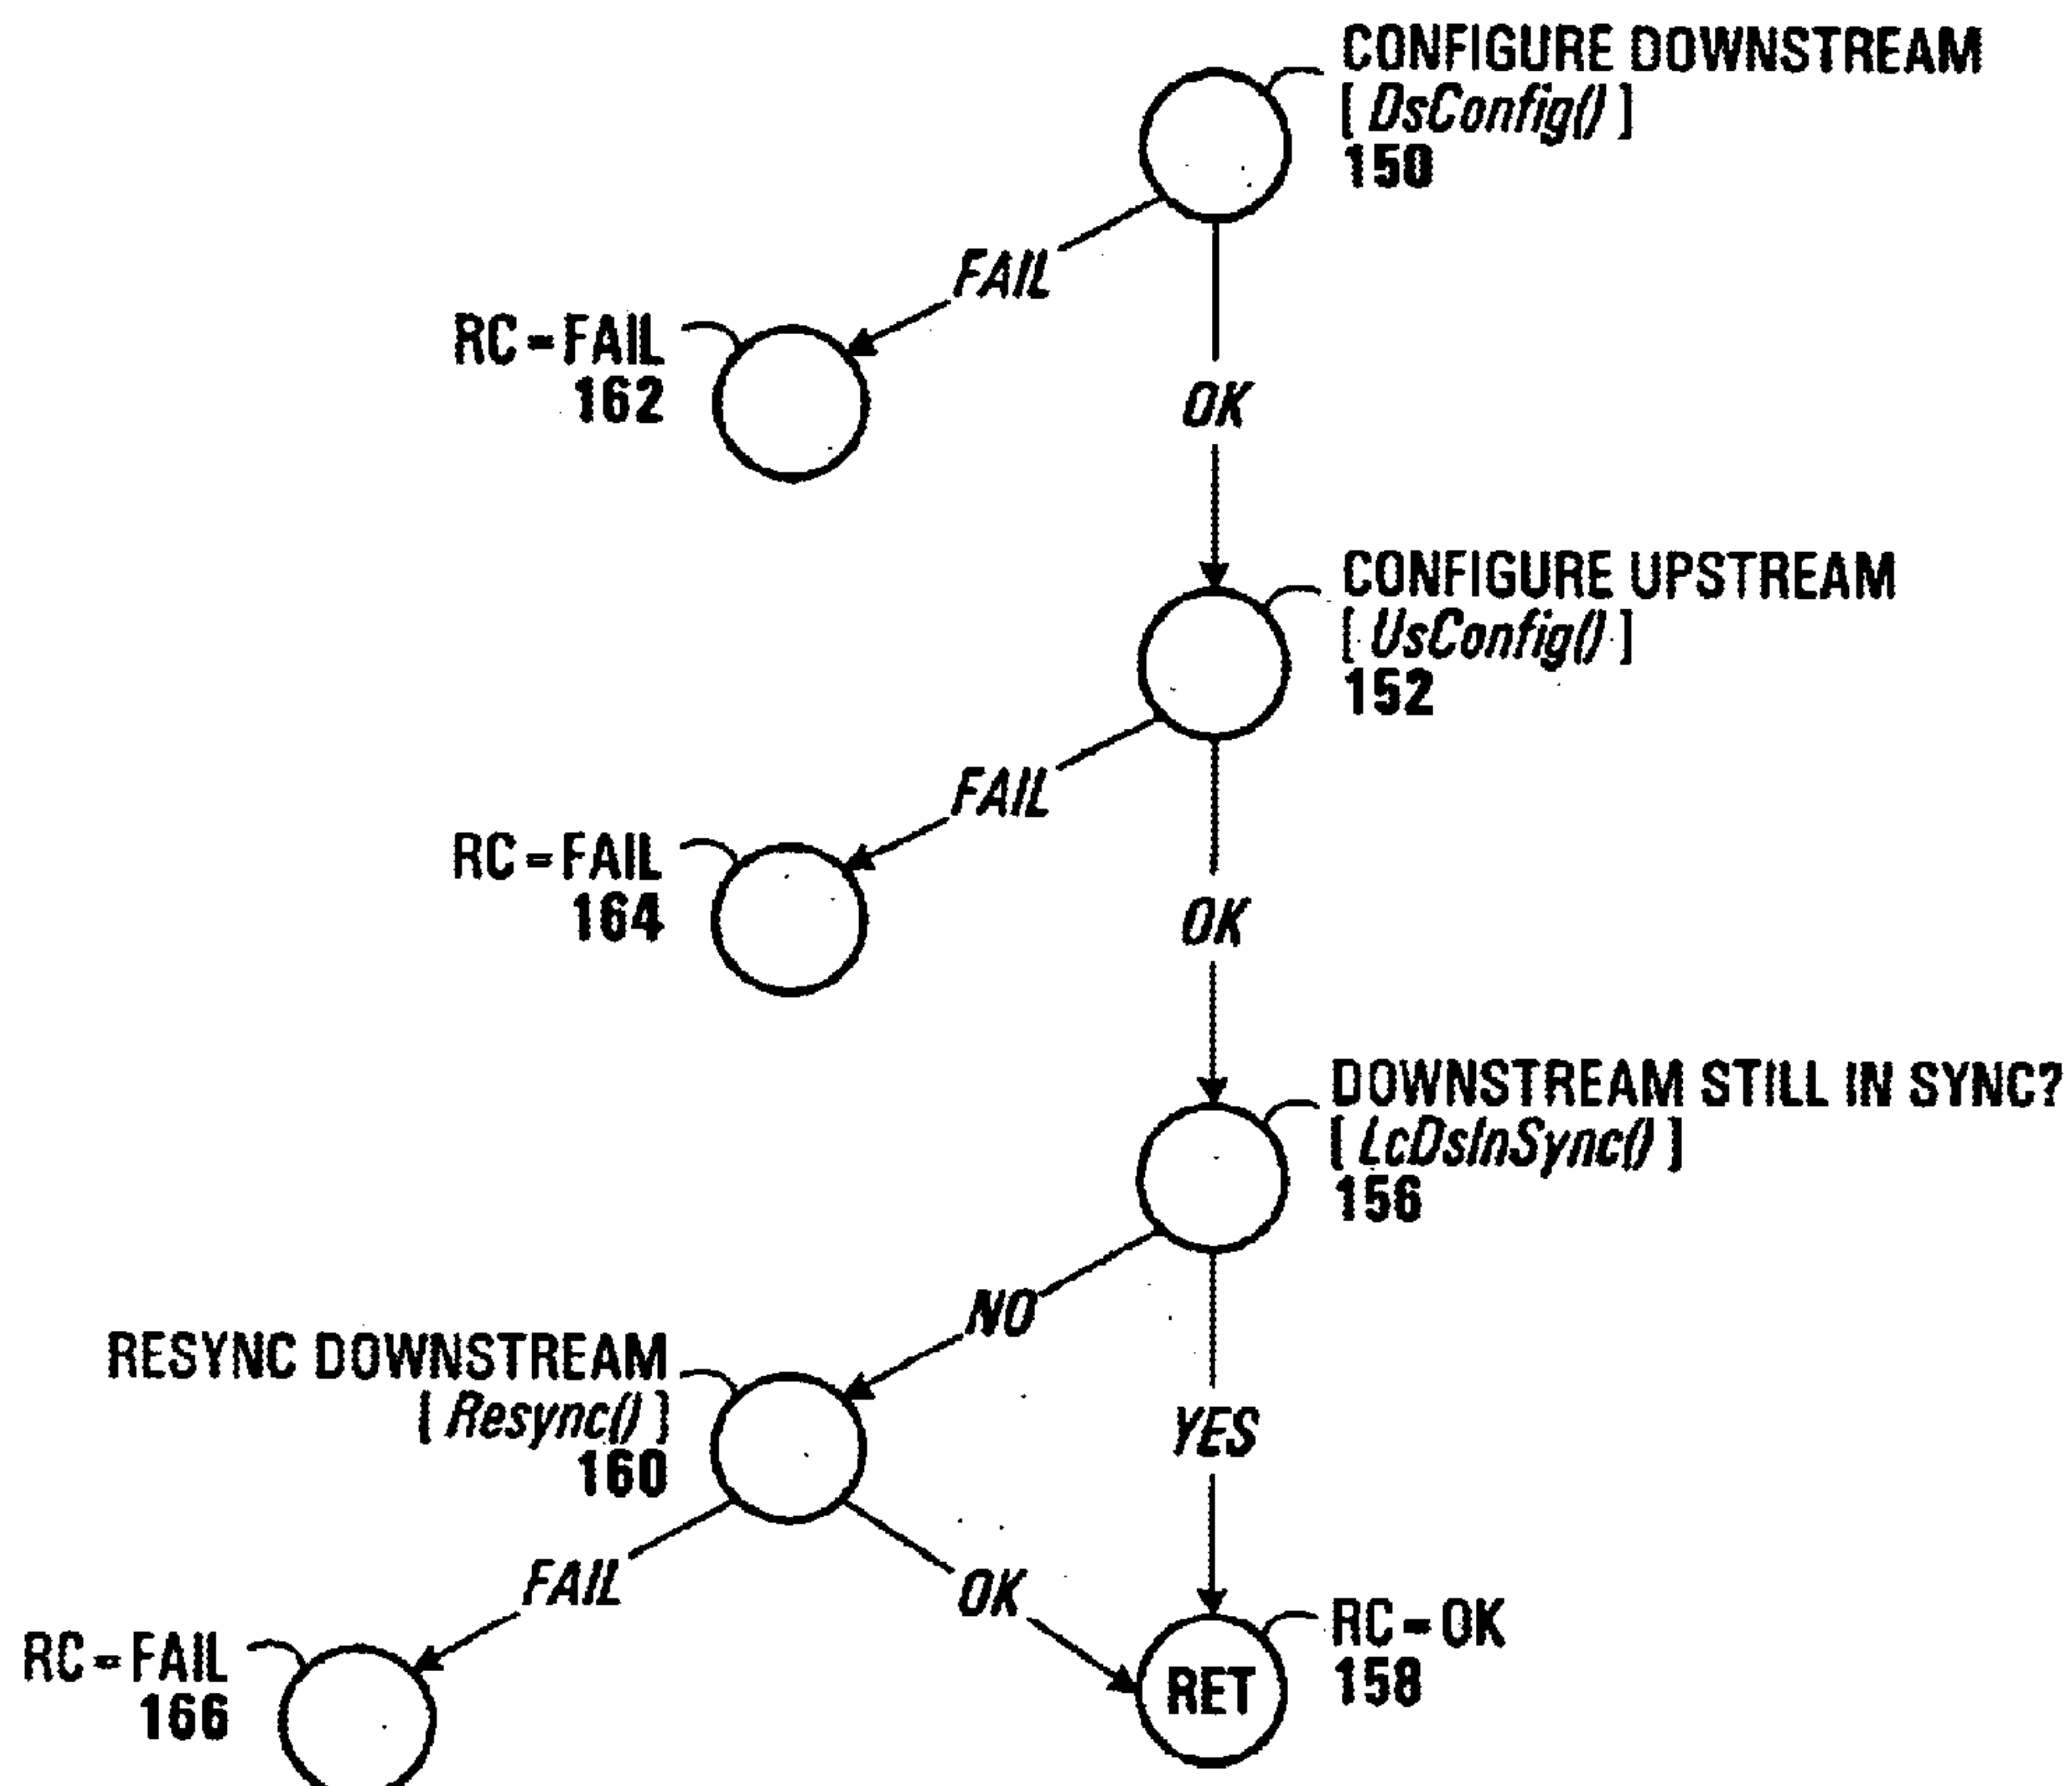 CONFIGURE DOWNSTREAM
[ DsConfig() ]
150
FAIL
RC=FAIL
162
OK
CONFIGURE UPSTREAM
[ UsConfig() ]
152
FAIL
RC=FAIL
164
OK
DOWNSTREAM STILL IN SYNC?
[ LcDsInSync() ]
156
NO
RESYNC DOWNSTREAM
[ Resync() ]
160
YES
FAIL
OK
RC=FAIL
166
RET
RC=OK
158